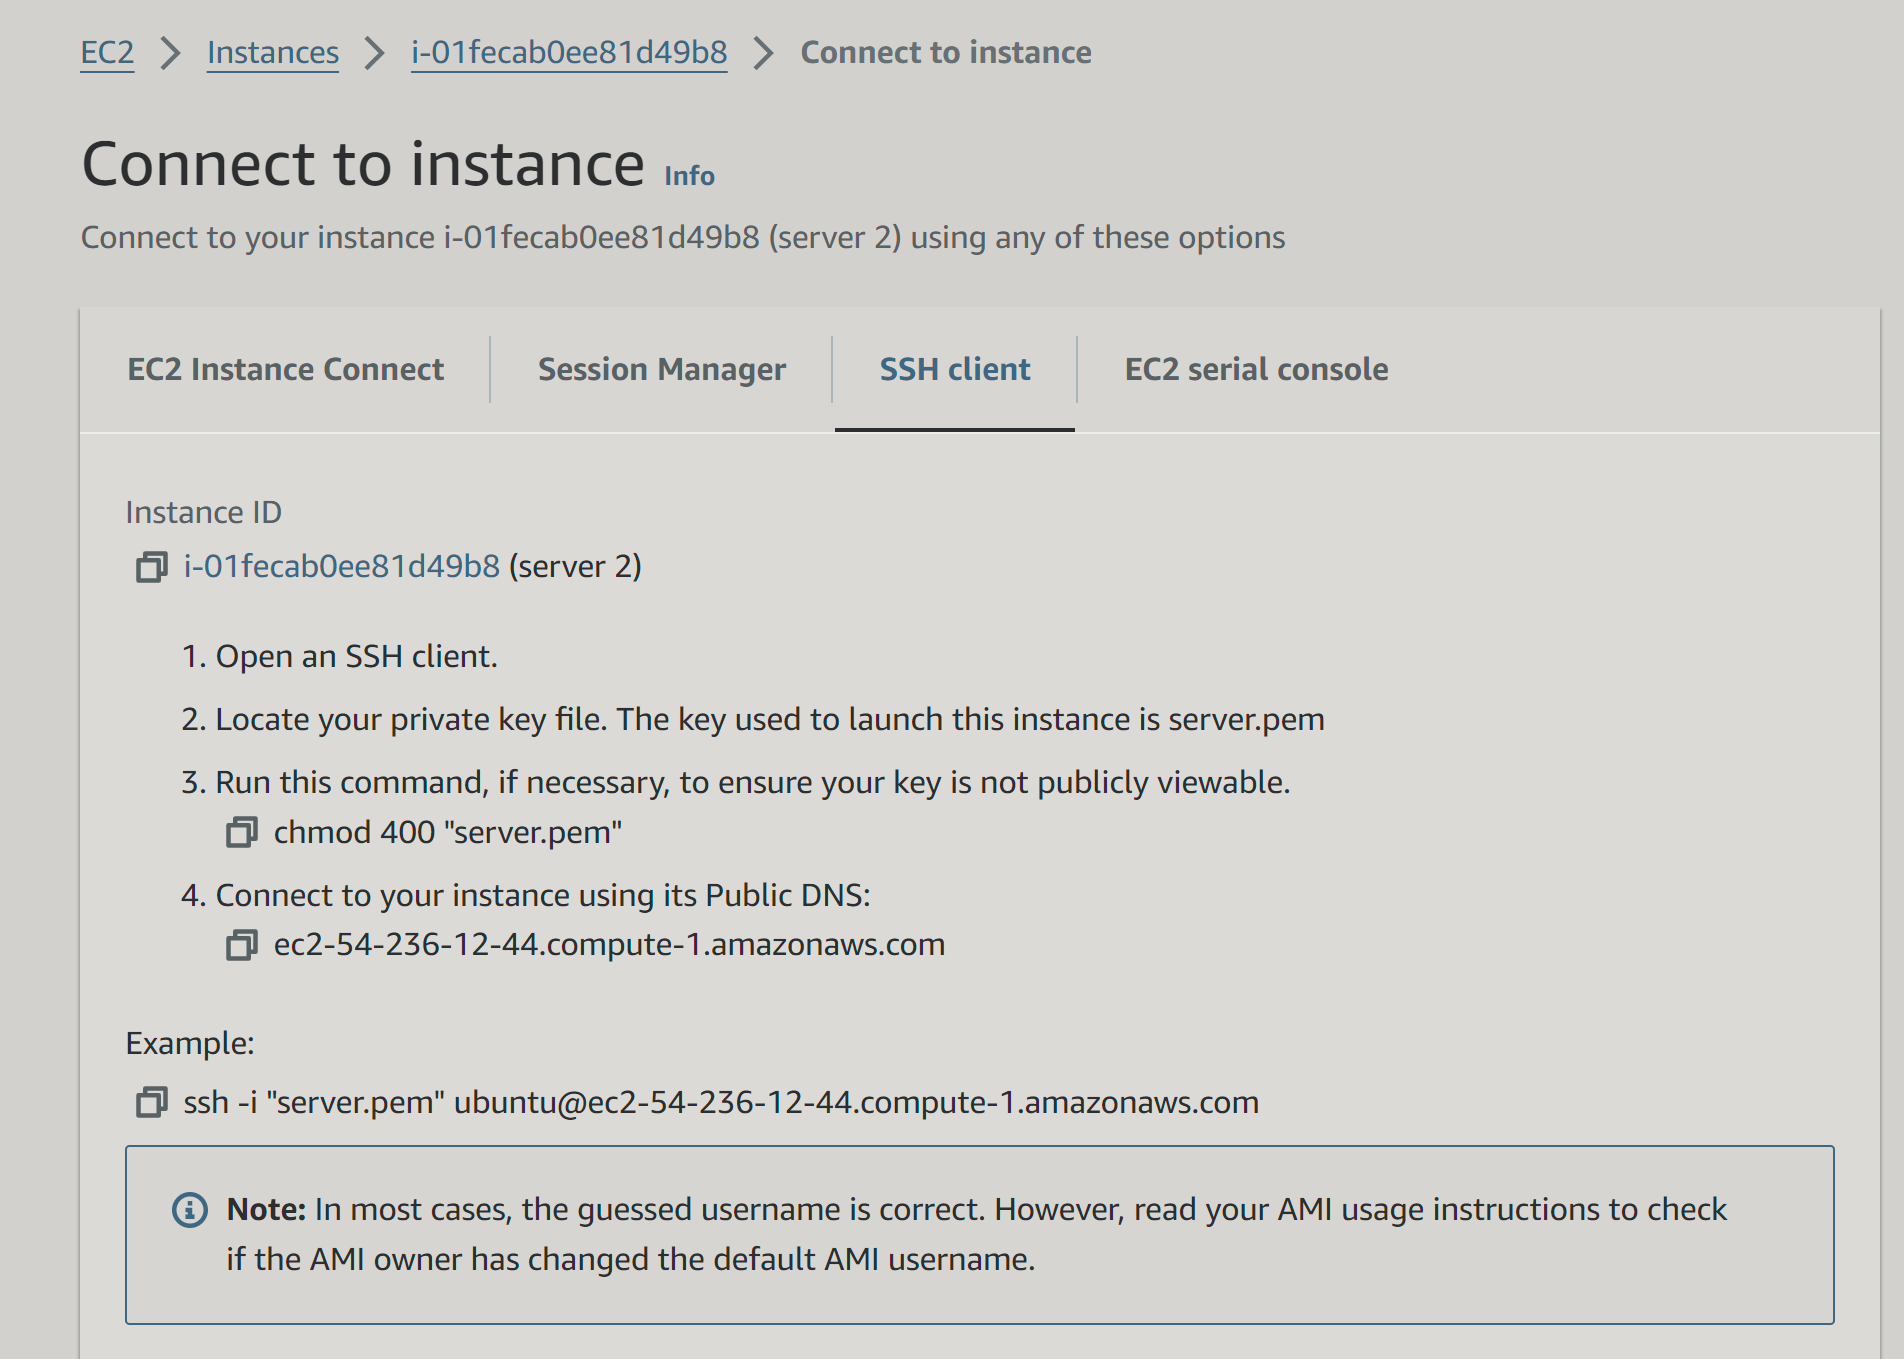 EC2 > Instances > i-01fecab0ee81d49b8 > Connect to instance
Connect to instance Info
Connect to your instance i-01fecab0ee81d49b8 (server 2) using any of these options
EC2 Instance Connect Session Manager SSH client EC2 serial console
Instance ID
i-01fecab0ee81d49b8 (server 2)
1. Open an SSH client.
2. Locate your private key file. The key used to launch this instance is server.pem
3. Run this command, if necessary, to ensure your key is not publicly viewable.
chmod 400 "server.pem"
4. Connect to your instance using its Public DNS:
ec2-54-236-12-44.compute-1.amazonaws.com
Example:
ssh -i "server.pem" ubuntu@ec2-54-236-12-44.compute-1.amazonaws.com
Note: In most cases, the guessed username is correct. However, read your AMI usage instructions to check
if the AMI owner has changed the default AMI username.